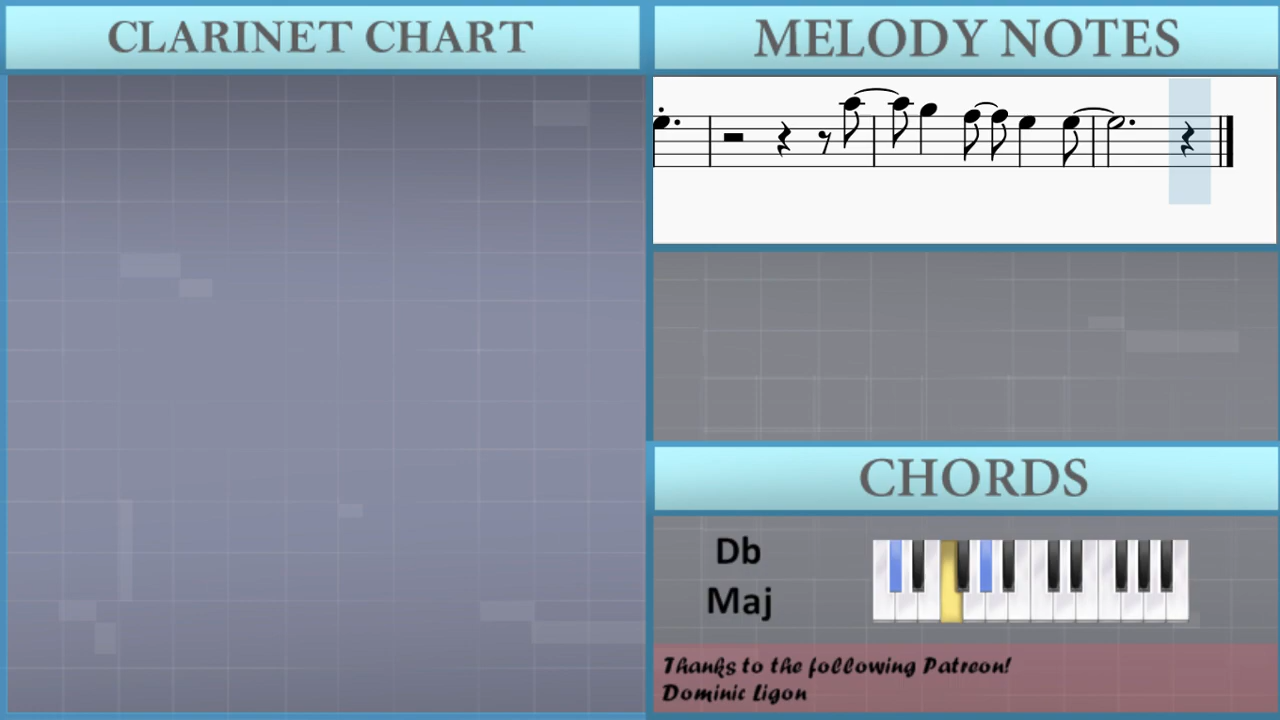 CLARINET CHART
MELODY NOTES
CHORDS
Db
Maj
Thanks to the following Patreon!
Dominic Ligon